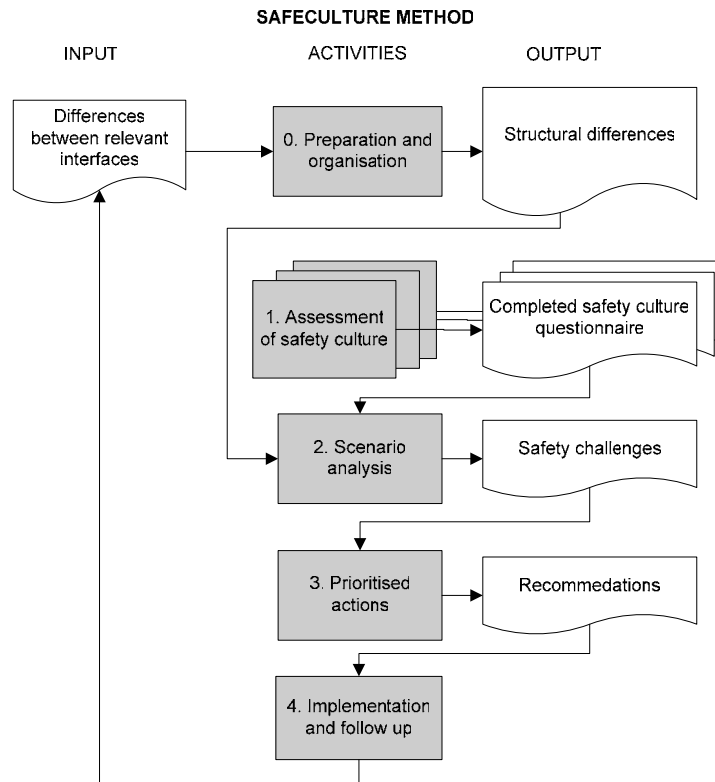 SAFECULTURE METHOD
INPUT
ACTIVITIES
OUTPUT
Differences
between relevant
interfaces
0. Preparation and
organisation
Structural differences
1. Assessment
of safety culture
Completed safety culture
questionnaire
2. Scenario
analysis
Safety challenges
3. Prioritised
actions
Recommedations
4. Implementation
and follow up